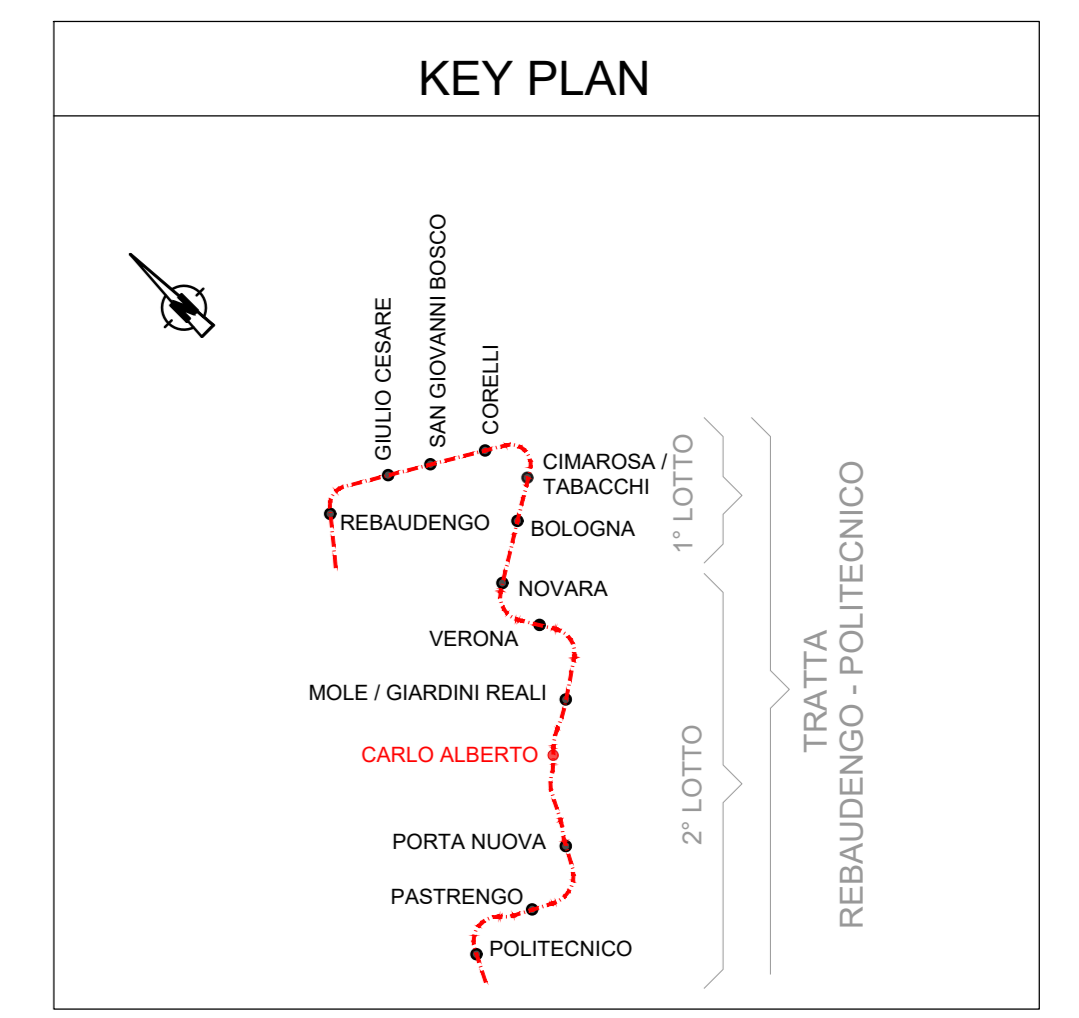 KEY PLAN
N
GIULIO CESARE
SAN GIOVANNI BOSCO
CORELLI
CIMAROSA /
TABACCHI
REBAUDENGO
BOLOGNA
NOVARA
VERONA
MOLE / GIARDINI REALI
CARLO ALBERTO
PORTA NUOVA
PASTRENGO
POLITECNICO
1° LOTTO
2° LOTTO
TRATTA
REBAUDENGO - POLITECNICO